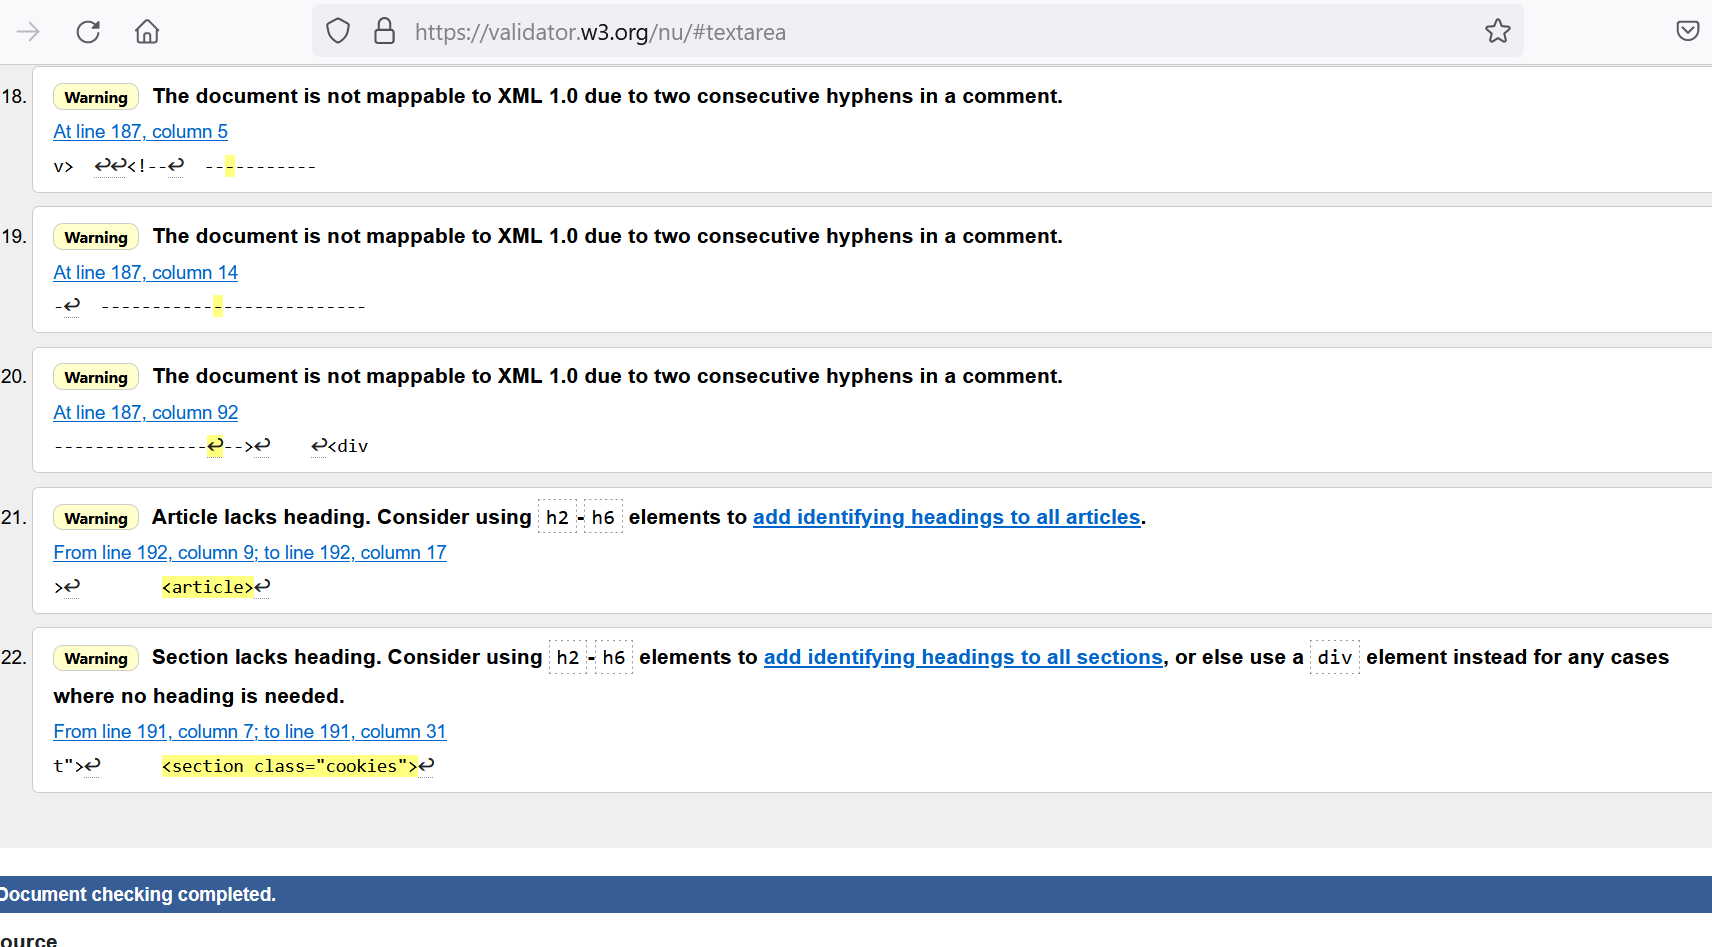 https://validator.w3.org/nu/#textarea
18. Warning The document is not mappable to XML 1.0 due to two consecutive hyphens in a comment.
At line 187, column 5
v>  ↩↩<!--↩  -----------
19. Warning The document is not mappable to XML 1.0 due to two consecutive hyphens in a comment.
At line 187, column 14
-↩  --------------------------
20. Warning The document is not mappable to XML 1.0 due to two consecutive hyphens in a comment.
At line 187, column 92
---------------↩-->↩    ↩<div
21. Warning Article lacks heading. Consider using h2-h6 elements to add identifying headings to all articles.
From line 192, column 9; to line 192, column 17
>↩        <article>↩
22. Warning Section lacks heading. Consider using h2-h6 elements to add identifying headings to all sections, or else use a div element instead for any cases
where no heading is needed.
From line 191, column 7; to line 191, column 31
t">↩      <section class="cookies">↩
Document checking completed.
ource